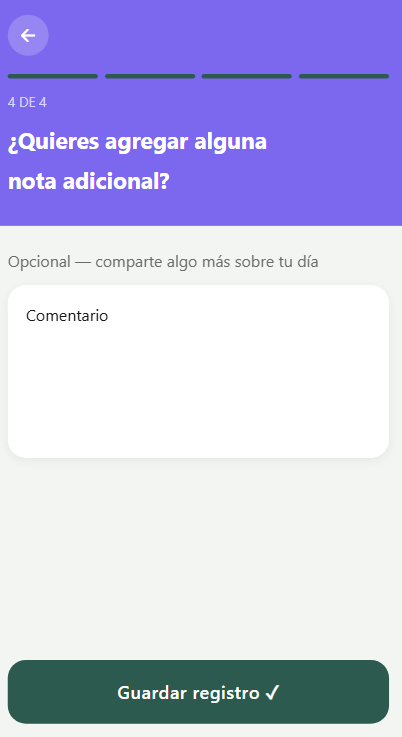 4 DE 4
¿Quieres agregar alguna
nota adicional?
Opcional — comparte algo más sobre tu día
Comentario
Guardar registro ✓